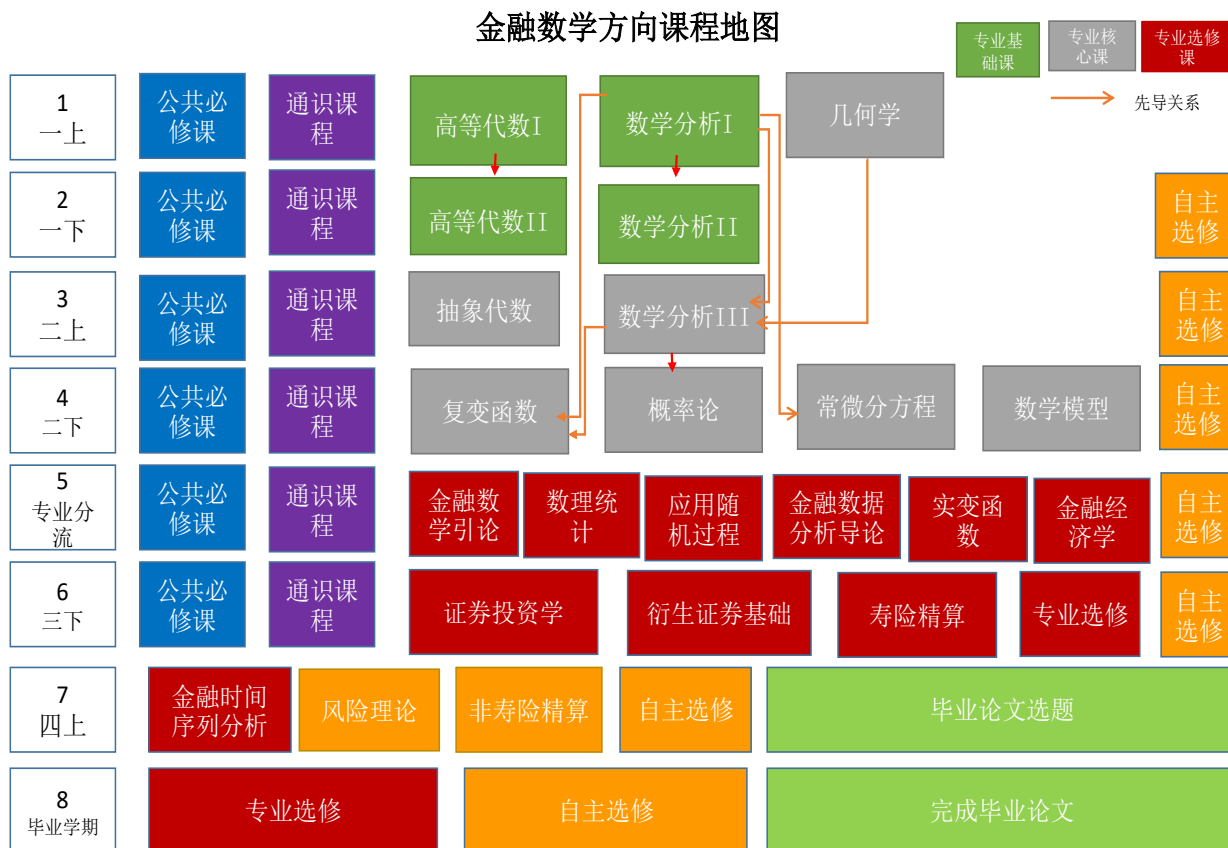 金融数学方向课程地图
专业基
础课
专业核
心课
专业选修
课
先导关系
1
一上
公共必
修课
通识课
程
高等代数I
数学分析I
几何学
2
一下
公共必
修课
通识课
程
高等代数II
数学分析II
自主
选修
3
二上
公共必
修课
通识课
程
抽象代数
数学分析III
自主
选修
4
二下
公共必
修课
通识课
程
复变函数
概率论
常微分方程
数学模型
自主
选修
5
专业分
流
公共必
修课
通识课
程
金融数
学引论
数理统
计
应用随
机过程
金融数据
分析导论
实变函
数
金融经
济学
自主
选修
6
三下
公共必
修课
通识课
程
证券投资学
衍生证券基础
寿险精算
专业选修
自主
选修
7
四上
金融时间
序列分析
风险理论
非寿险精算
自主选修
毕业论文选题
8
毕业学期
专业选修
自主选修
完成毕业论文